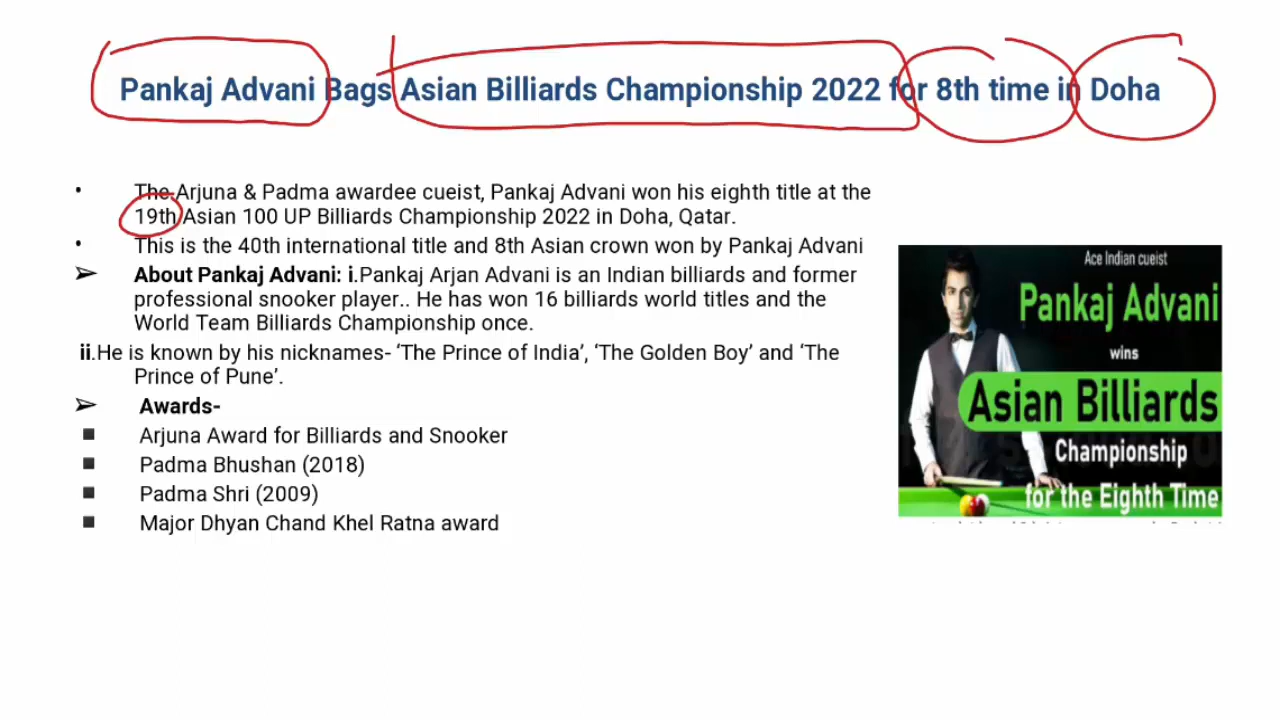 Pankaj Advani Bags Asian Billiards Championship 2022 for 8th time in Doha
• The Arjuna & Padma awardee cueist, Pankaj Advani won his eighth title at the
19th Asian 100 UP Billiards Championship 2022 in Doha, Qatar.
• This is the 40th international title and 8th Asian crown won by Pankaj Advani
➢ About Pankaj Advani: i.Pankaj Arjan Advani is an Indian billiards and former
professional snooker player.. He has won 16 billiards world titles and the
World Team Billiards Championship once.
ii.He is known by his nicknames- ‘The Prince of India’, ‘The Golden Boy’ and ‘The
Prince of Pune’.
➢ Awards-
▪ Arjuna Award for Billiards and Snooker
▪ Padma Bhushan (2018)
▪ Padma Shri (2009)
▪ Major Dhyan Chand Khel Ratna award
Ace Indian cueist
Pankaj Advani
wins
Asian Billiards
Championship
for the Eighth Time